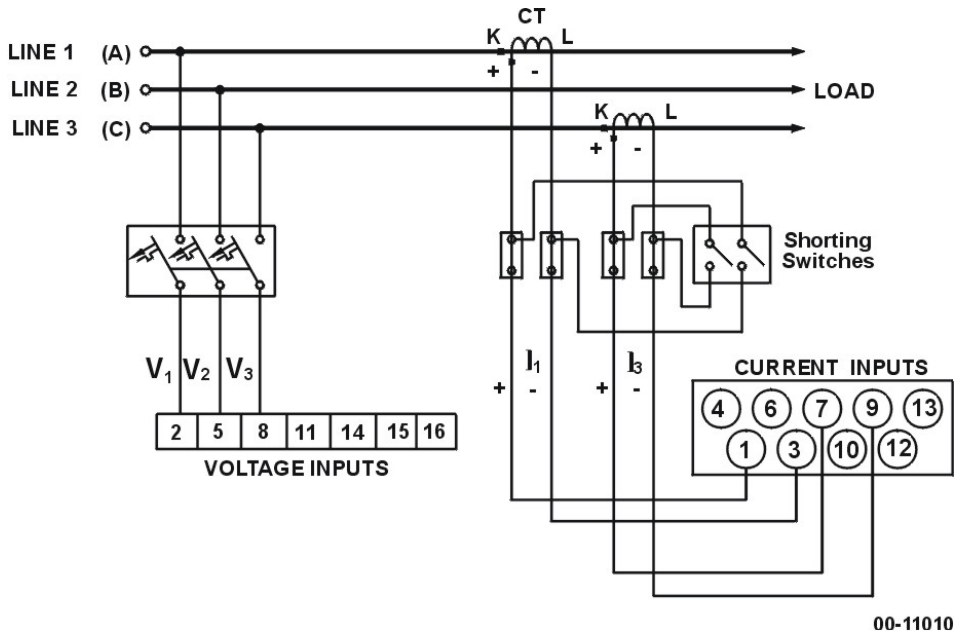 CT
K L
LINE 1 (A)
+ -
LINE 2 (B)
LOAD
K L
LINE 3 (C)
+ -
Shorting
Switches
V1 V2 V3
I1 I3
+ - + -
CURRENT INPUTS
4 6 7 9 13
1 3 10 12
2 5 8 11 14 15 16
VOLTAGE INPUTS
00-11010